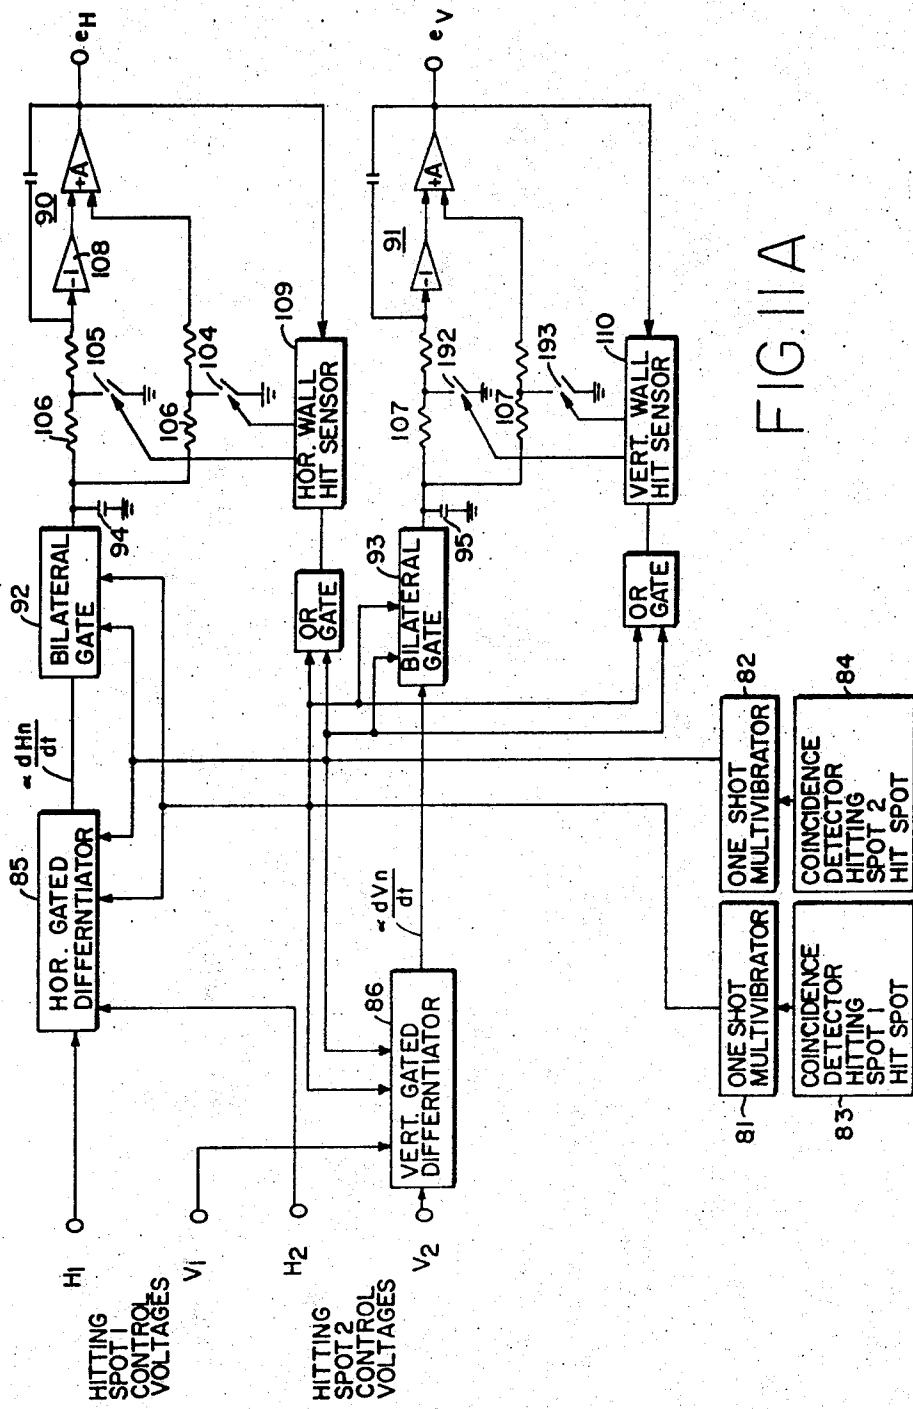 H1
HITTING
SPOT 1
CONTROL
VOLTAGES
V1
H2
HITTING
SPOT 2
CONTROL
VOLTAGES
V2
85
HOR. GATED
DIFFERNTIATOR
∝ dHn
dt
92
BILATERAL
GATE
94
106
105
106
104
90
-1
108
+A
eH
OR
GATE
109
HOR. WALL
HIT SENSOR
86
VERT. GATED
DIFFERNTIATOR
∝ dVn
dt
93
BILATERAL
GATE
95
107
192
107
193
91
-1
+A
eV
OR
GATE
110
VERT. WALL
HIT SENSOR
81
ONE SHOT
MULTIVIBRATOR
82
ONE SHOT
MULTIVIBRATOR
83
COINCIDENCE
DETECTOR
HITTING
SPOT 1
HIT SPOT
84
COINCIDENCE
DETECTOR
HITTING
SPOT 2
HIT SPOT
FIG. 11A